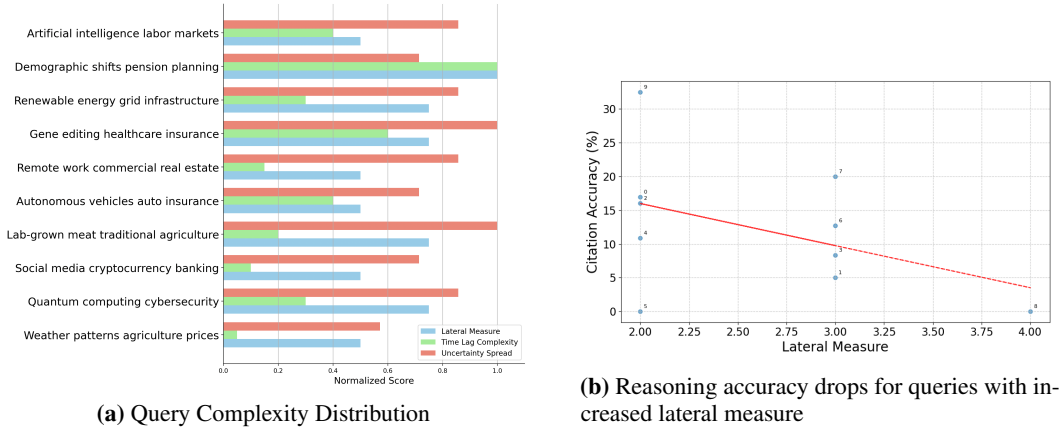 Artificial intelligence labor markets
Demographic shifts pension planning
Renewable energy grid infrastructure
Gene editing healthcare insurance
Remote work commercial real estate
Autonomous vehicles auto insurance
Lab-grown meat traditional agriculture
Social media cryptocurrency banking
Quantum computing cybersecurity
Weather patterns agriculture prices
Lateral Measure
Time Lag Complexity
Uncertainty Spread
0.0 0.2 0.4 0.6 0.8 1.0
Normalized Score
(a) Query Complexity Distribution
Citation Accuracy (%)
30
25
20
15
10
5
0
9
7
0
2
6
4
3
1
5
8
2.00 2.25 2.50 2.75 3.00 3.25 3.50 3.75 4.00
Lateral Measure
(b) Reasoning accuracy drops for queries with in-
creased lateral measure